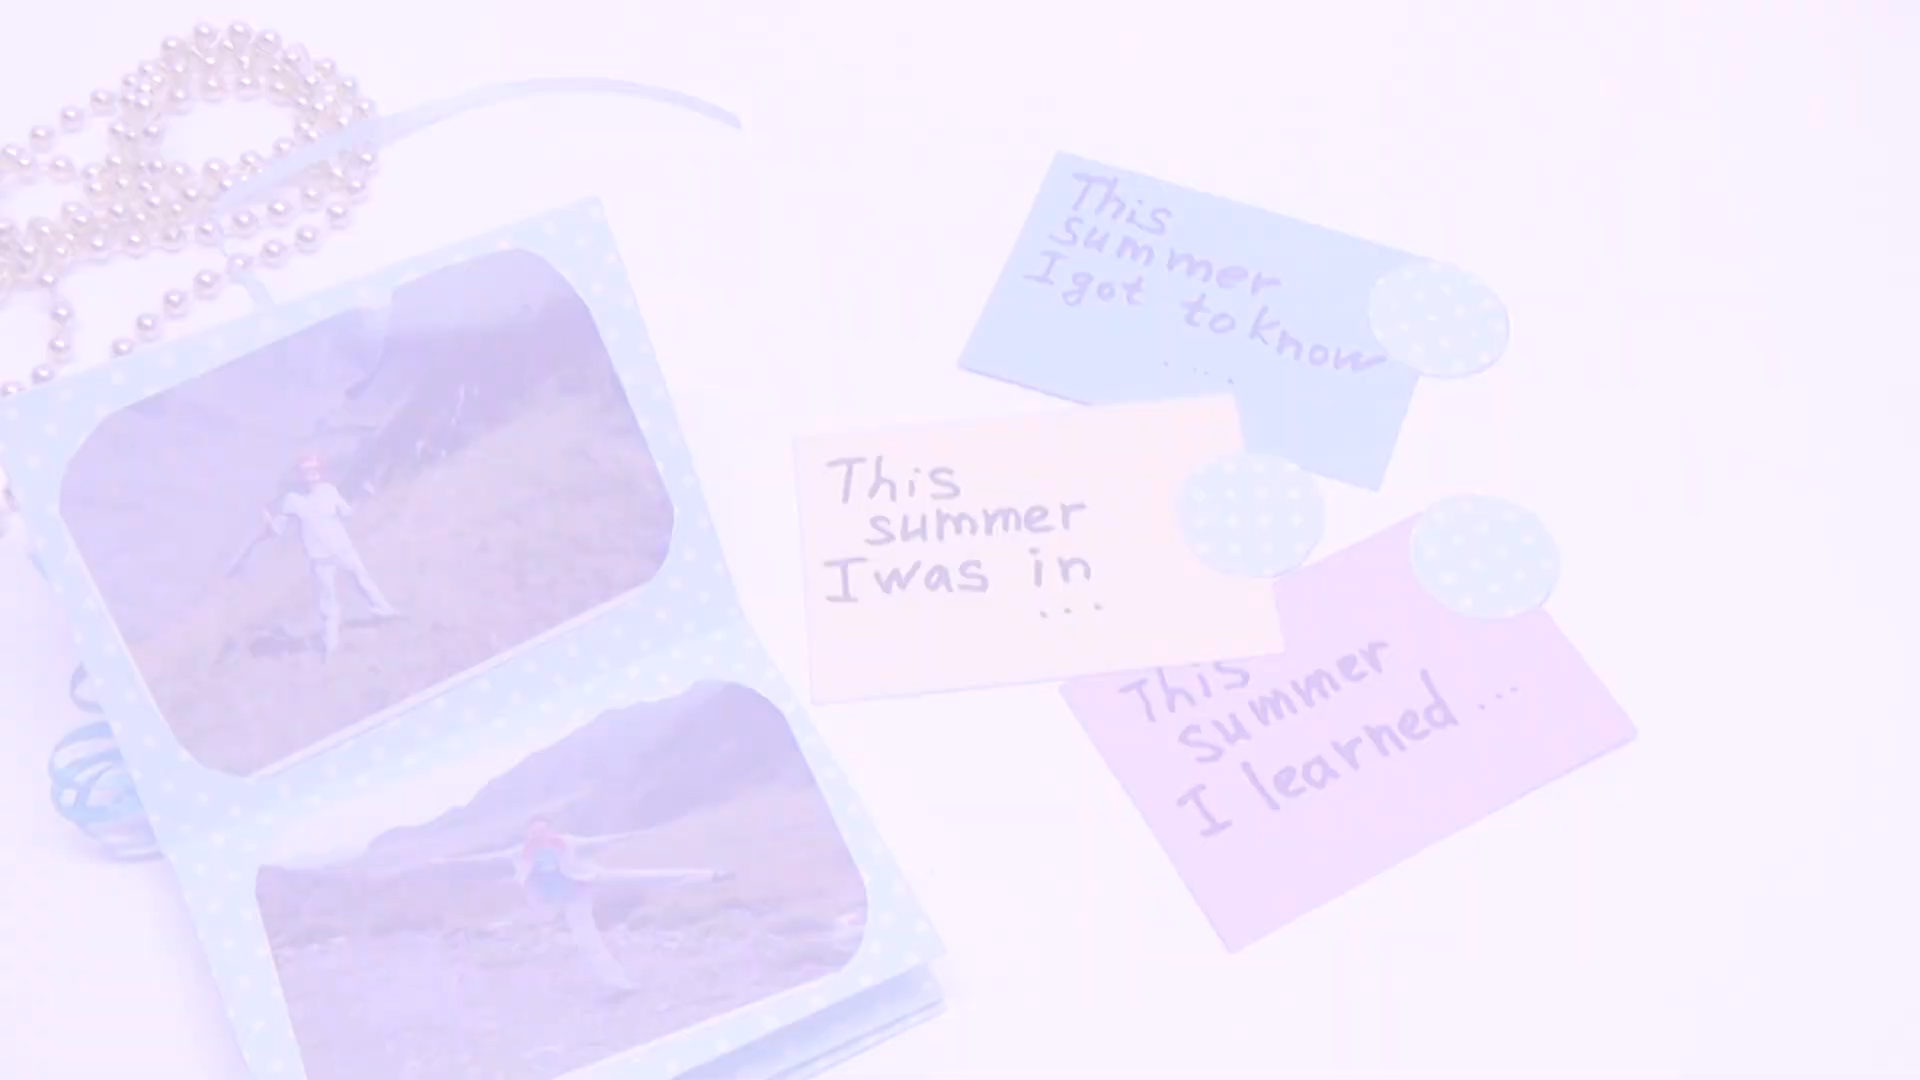 This
summer
I got to know
....
This
summer
I was in
...
This
summer
I learned ...